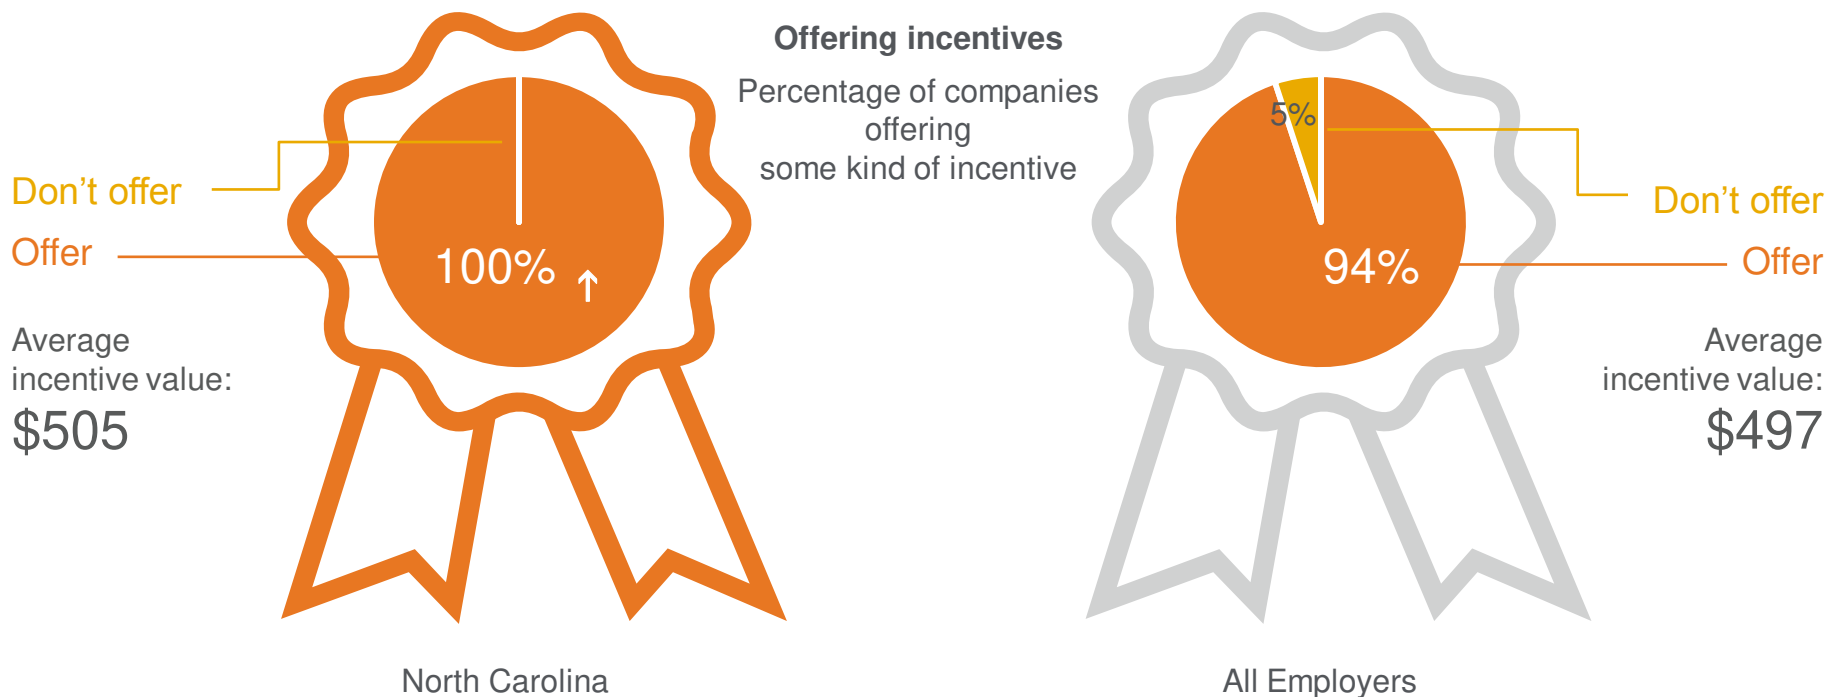 Offering incentives
Percentage of companies
offering
some kind of incentive
Don’t offer
Offer
100% ↑
Average
incentive value:
$505
North Carolina
5%
94%
Don’t offer
Offer
Average
incentive value:
$497
All Employers